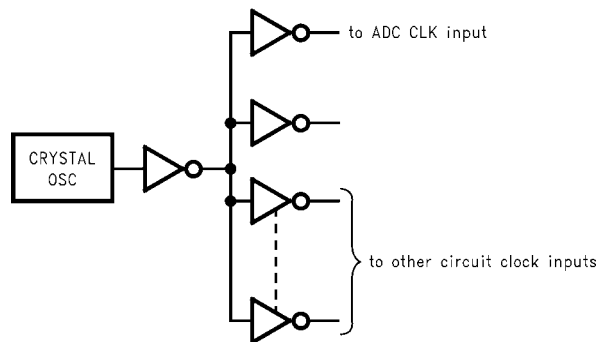 to ADC CLK input
CRYSTAL
OSC
to other circuit clock inputs